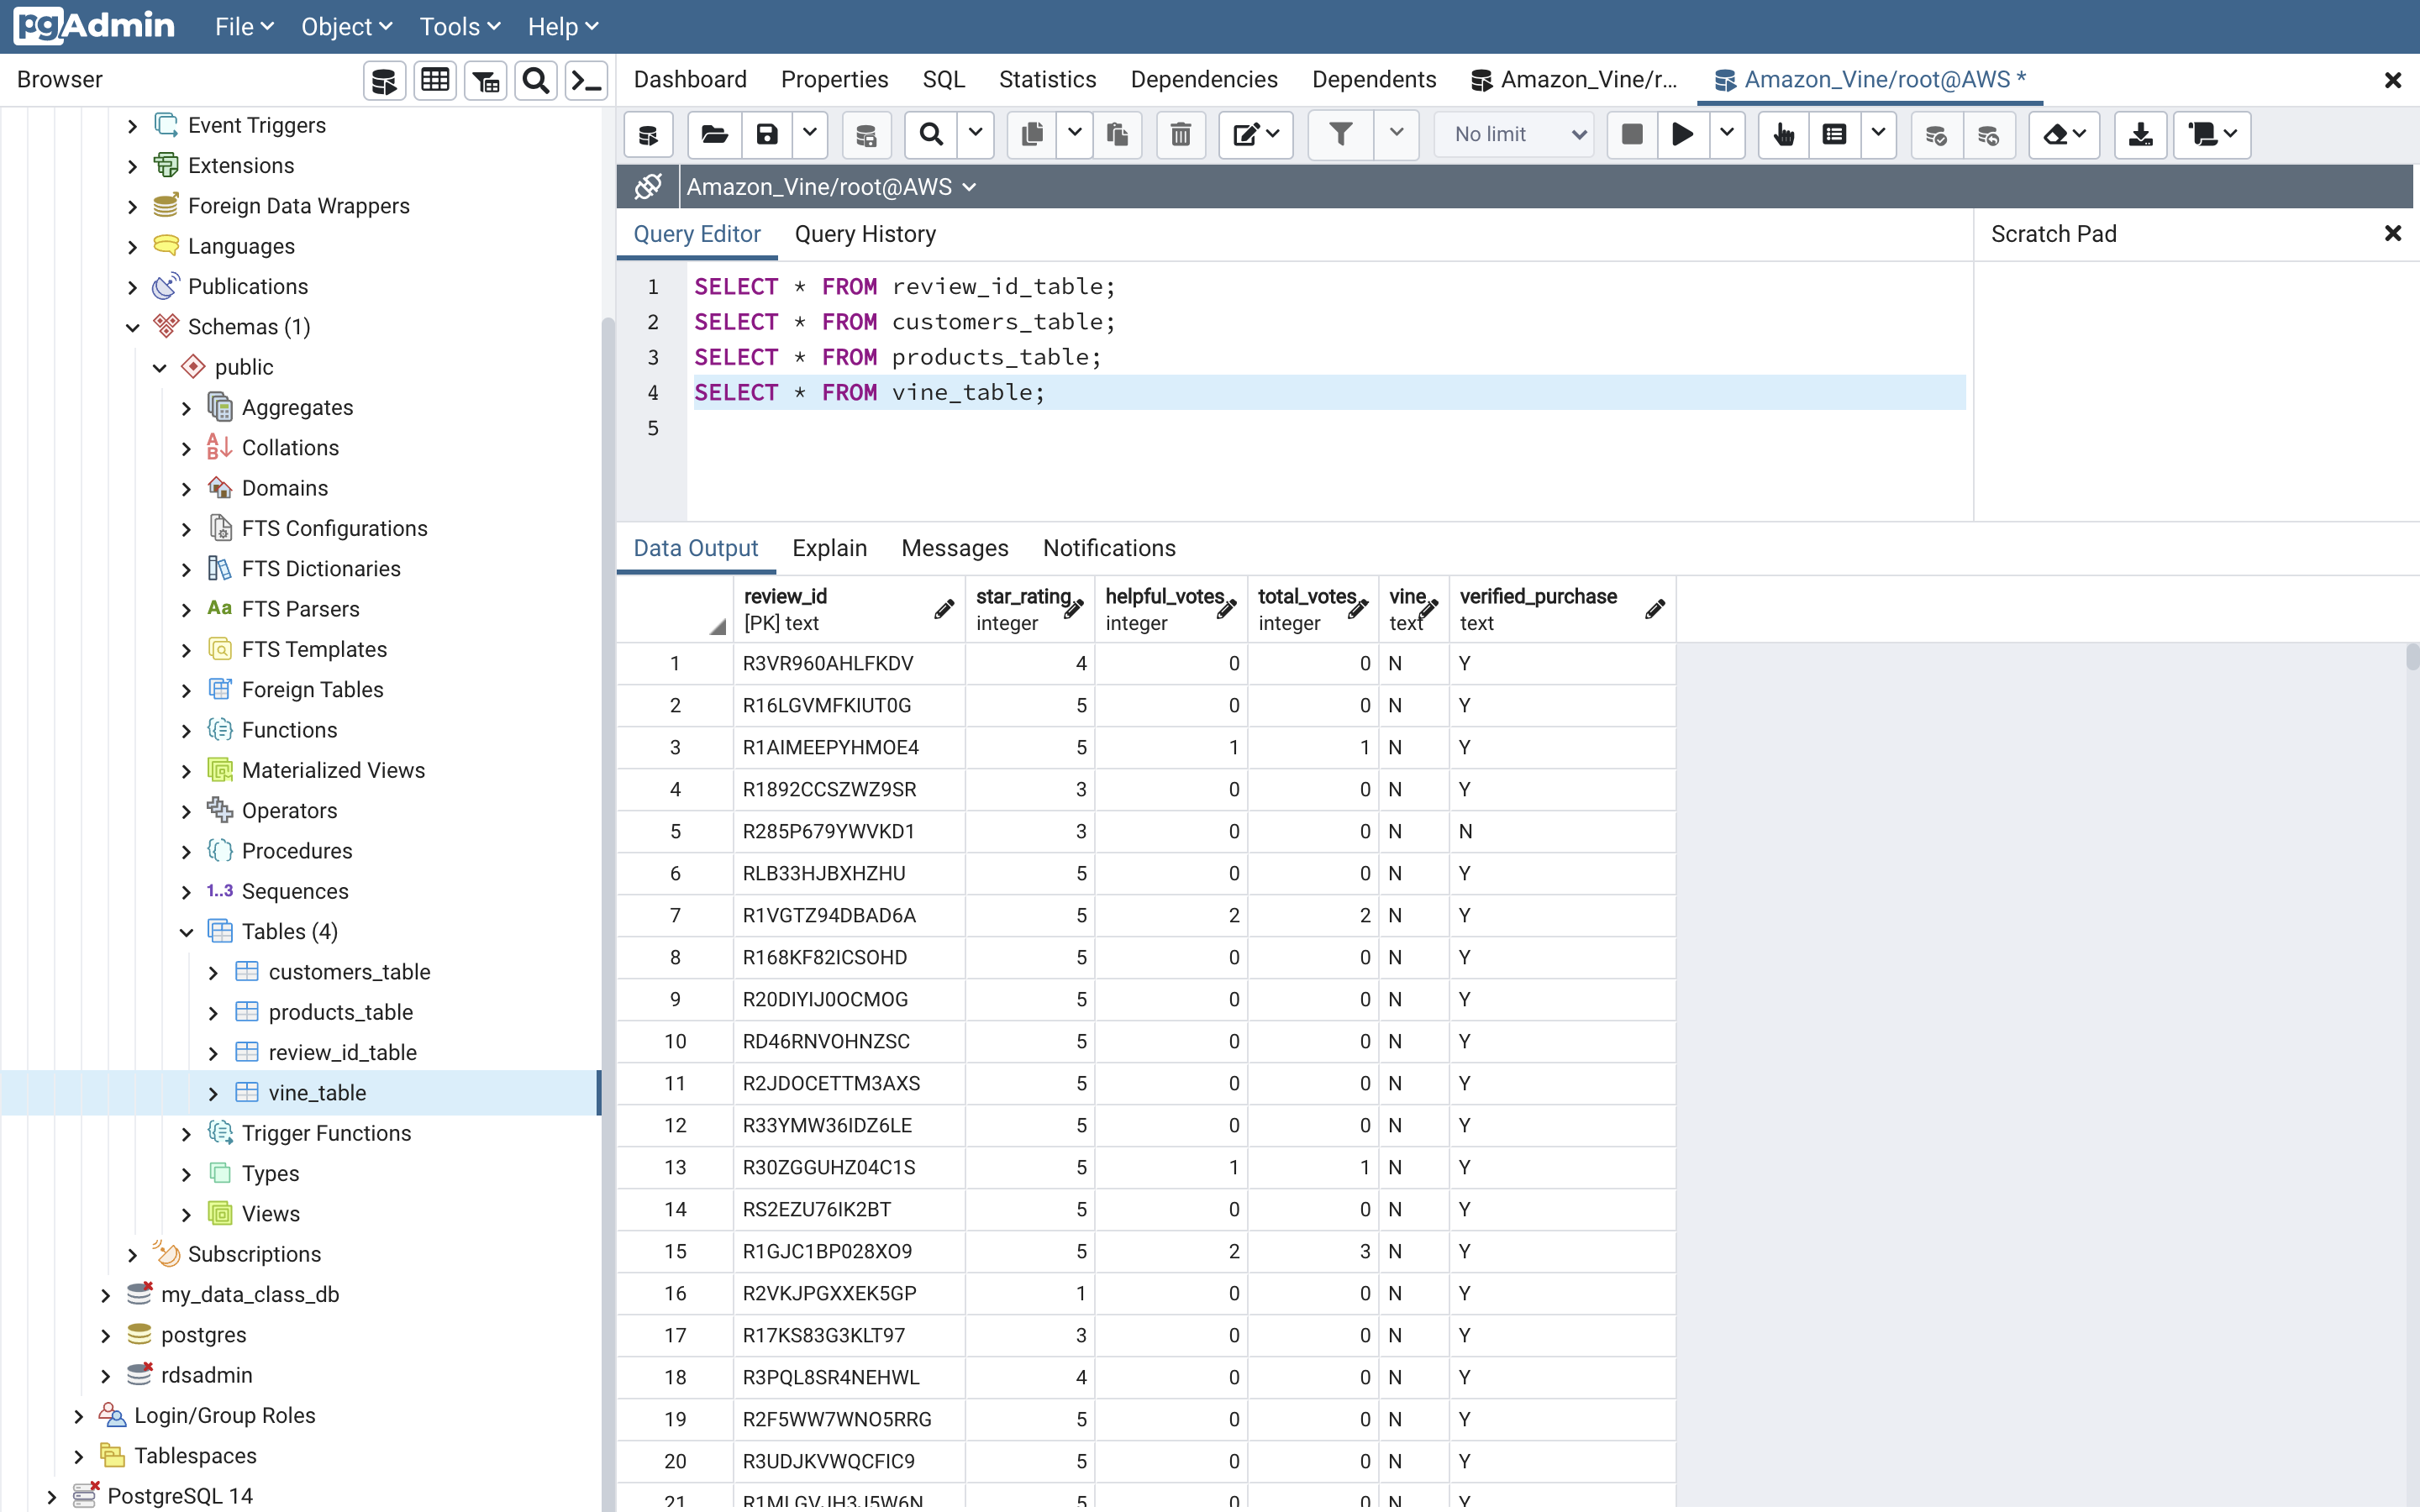 pgAdmin File Object Tools Help
Browser
Event Triggers
Extensions
Foreign Data Wrappers
Languages
Publications
Schemas (1)
public
Aggregates
Collations
Domains
FTS Configurations
FTS Dictionaries
Aa FTS Parsers
FTS Templates
Foreign Tables
Functions
Materialized Views
Operators
Procedures
1..3 Sequences
Tables (4)
customers_table
products_table
review_id_table
vine_table
Trigger Functions
Types
Views
Subscriptions
my_data_class_db
postgres
rdsadmin
Login/Group Roles
Tablespaces
PostgreSQL 14
Dashboard Properties SQL Statistics Dependencies Dependents Amazon_Vine/r... Amazon_Vine/root@AWS *
No limit
Amazon_Vine/root@AWS
Query Editor Query History
Scratch Pad
1 SELECT * FROM review_id_table;
2 SELECT * FROM customers_table;
3 SELECT * FROM products_table;
4 SELECT * FROM vine_table;
5
Data Output Explain Messages Notifications
review_id star_rating helpful_votes total_votes vine verified_purchase
[PK] text integer integer integer text text
1 R3VR960AHLFKDV 4 0 0 N Y
2 R16LGVMFKIUT0G 5 0 0 N Y
3 R1AIMEEPYHMOE4 5 1 1 N Y
4 R1892CCSZWZ9SR 3 0 0 N Y
5 R285P679YWVKD1 3 0 0 N N
6 RLB33HJBXHZHU 5 0 0 N Y
7 R1VGTZ94DBAD6A 5 2 2 N Y
8 R168KF82ICSOHD 5 0 0 N Y
9 R20DIYIJ0OCMOG 5 0 0 N Y
10 RD46RNVOHNZSC 5 0 0 N Y
11 R2JDOCETTM3AXS 5 0 0 N Y
12 R33YMW36IDZ6LE 5 0 0 N Y
13 R30ZGGUHZ04C1S 5 1 1 N Y
14 RS2EZU76IK2BT 5 0 0 N Y
15 R1GJC1BP028XO9 5 2 3 N Y
16 R2VKJPGXXEK5GP 1 0 0 N Y
17 R17KS83G3KLT97 3 0 0 N Y
18 R3PQL8SR4NEHWL 4 0 0 N Y
19 R2F5WW7WNO5RRG 5 0 0 N Y
20 R3UDJKVWQCFIC9 5 0 0 N Y
21 R1MLGVJH3J5W6N 5 0 0 N Y